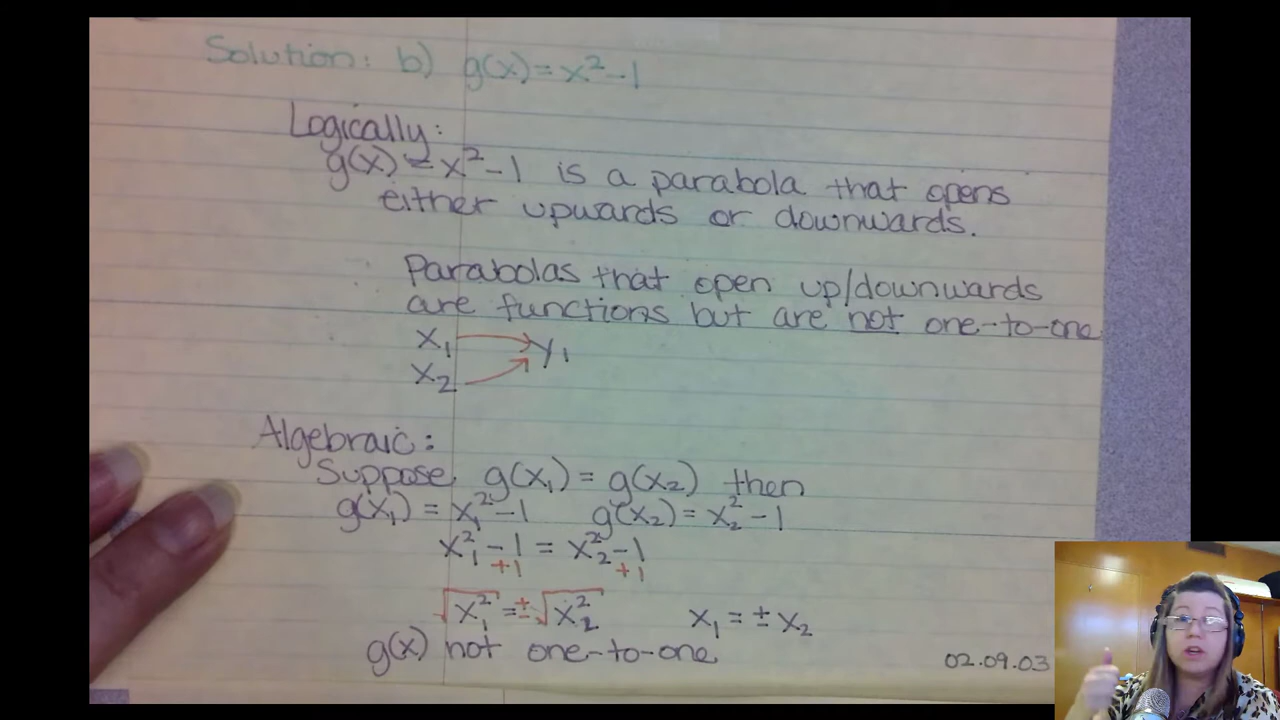 Solution: b) g(x) = x² - 1
Logically:
g(x) = x² - 1 is a parabola that opens
either upwards or downwards.
Parabolas that open up/downwards
are functions but are not one-to-one
x₁ → y₁
x₂
Algebraic:
Suppose g(x₁) = g(x₂) then
g(x₁) = x₁² - 1 g(x₂) = x₂² - 1
x₁² - 1 = x₂² - 1
+1 +1
√x₁² = ± √x₂² x₁ = ± x₂
g(x) not one-to-one
02.09.03